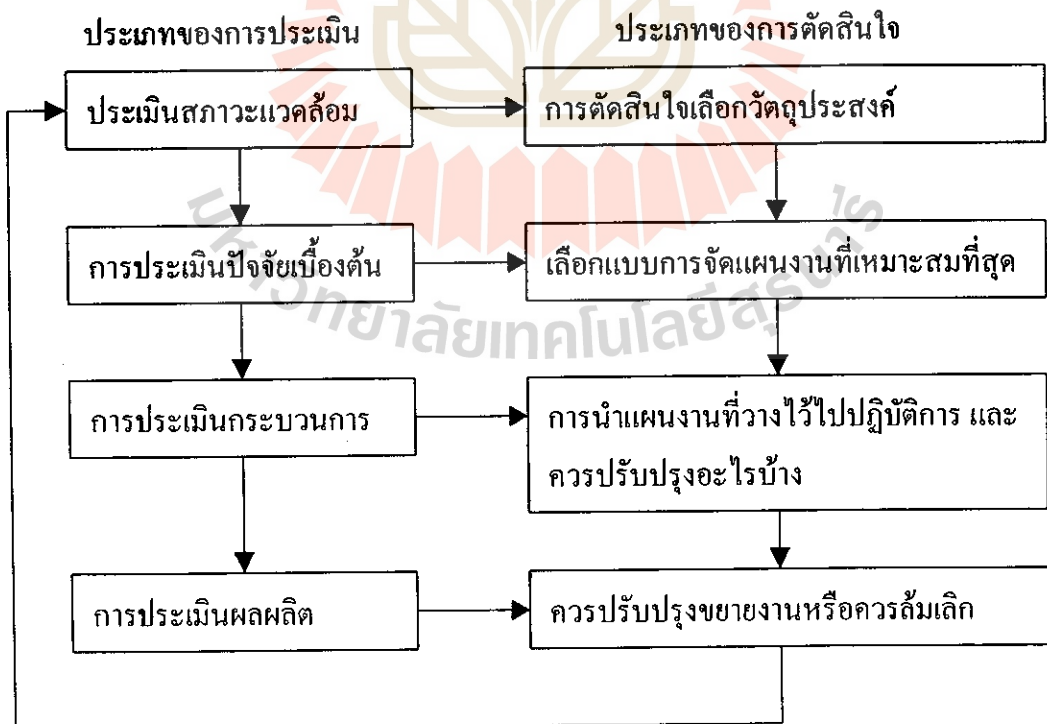 ประเภทของการประเมิน
ประเภทของการตัดสินใจ
ประเมินสภาวะแวดล้อม
การตัดสินใจเลือกวัตถุประสงค์
การประเมินปัจจัยเบื้องต้น
เลือกแบบการจัดแผนงานที่เหมาะสมที่สุด
การประเมินกระบวนการ
การนำแผนงานที่วางไว้ไปปฏิบัติการ และ
ควรปรับปรุงอะไรบ้าง
การประเมินผลผลิต
ควรปรับปรุงขยายงานหรือควรล้มเลิก
มหาวิทยาลัยเทคโนโลยีสุรนารี